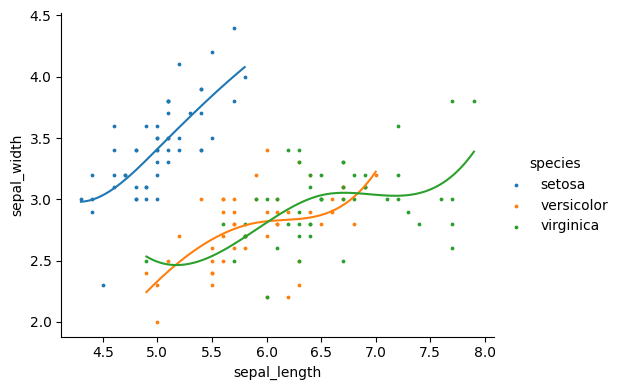 4.5
4.0
3.5
3.0
2.5
2.0
sepal_width
4.5 5.0 5.5 6.0 6.5 7.0 7.5 8.0
sepal_length
species
setosa
versicolor
virginica